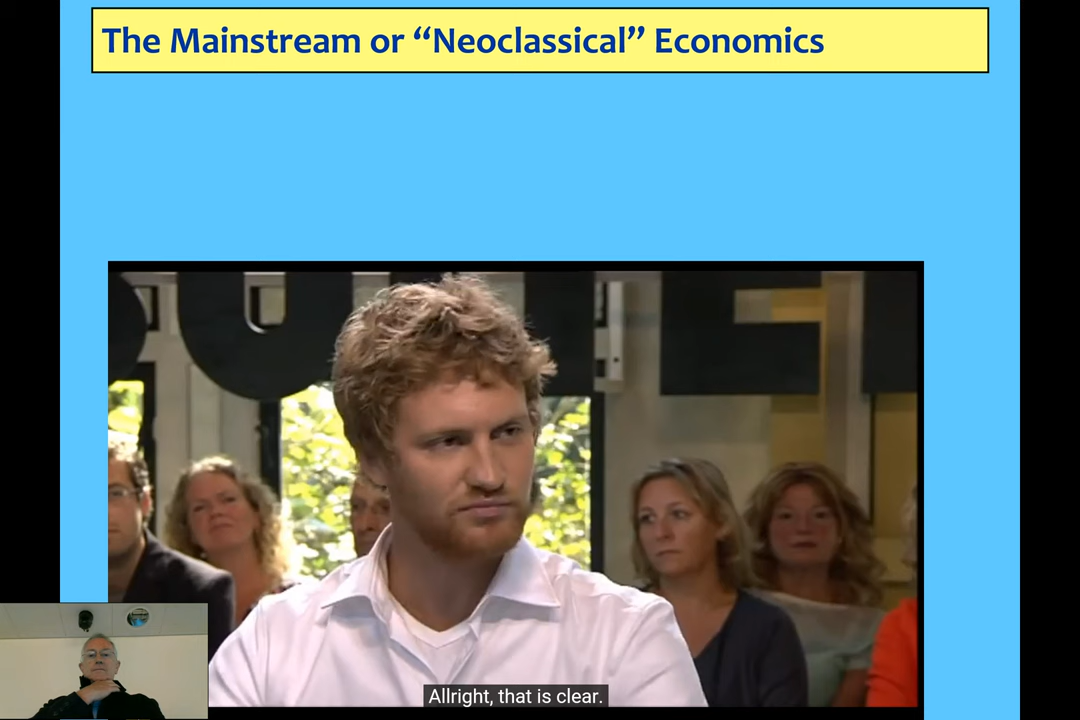 The Mainstream or “Neoclassical” Economics
Allright, that is clear.